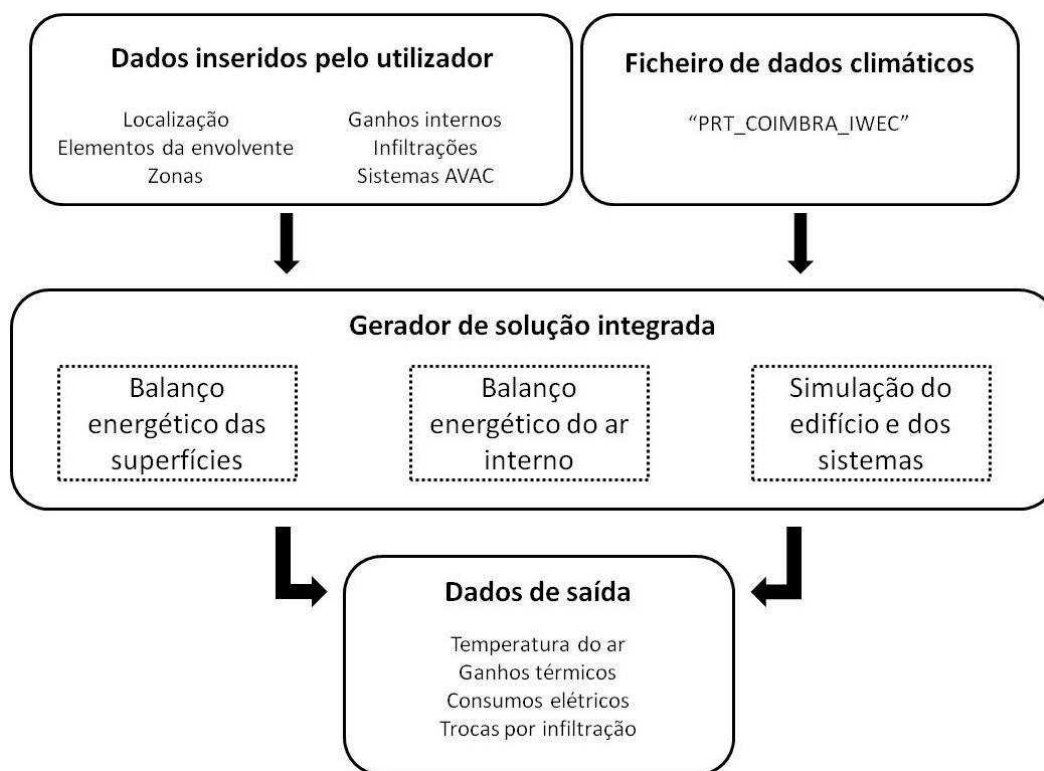 Dados inseridos pelo utilizador
Localização
Elementos da envolvente
Zonas
Ganhos internos
Infiltrações
Sistemas AVAC
Ficheiro de dados climáticos
“PRT_COIMBRA_IWEC”
Gerador de solução integrada
Balanço
energético das
superfícies
Balanço
energético do ar
interno
Simulação do
edifício e dos
sistemas
Dados de saída
Temperatura do ar
Ganhos térmicos
Consumos elétricos
Trocas por infiltração